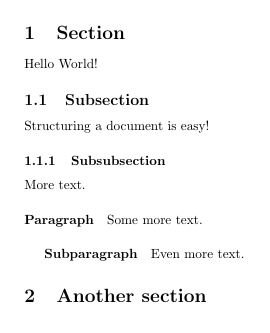 1 Section
Hello World!
1.1 Subsection
Structuring a document is easy!
1.1.1 Subsubsection
More text.
Paragraph Some more text.
Subparagraph Even more text.
2 Another section